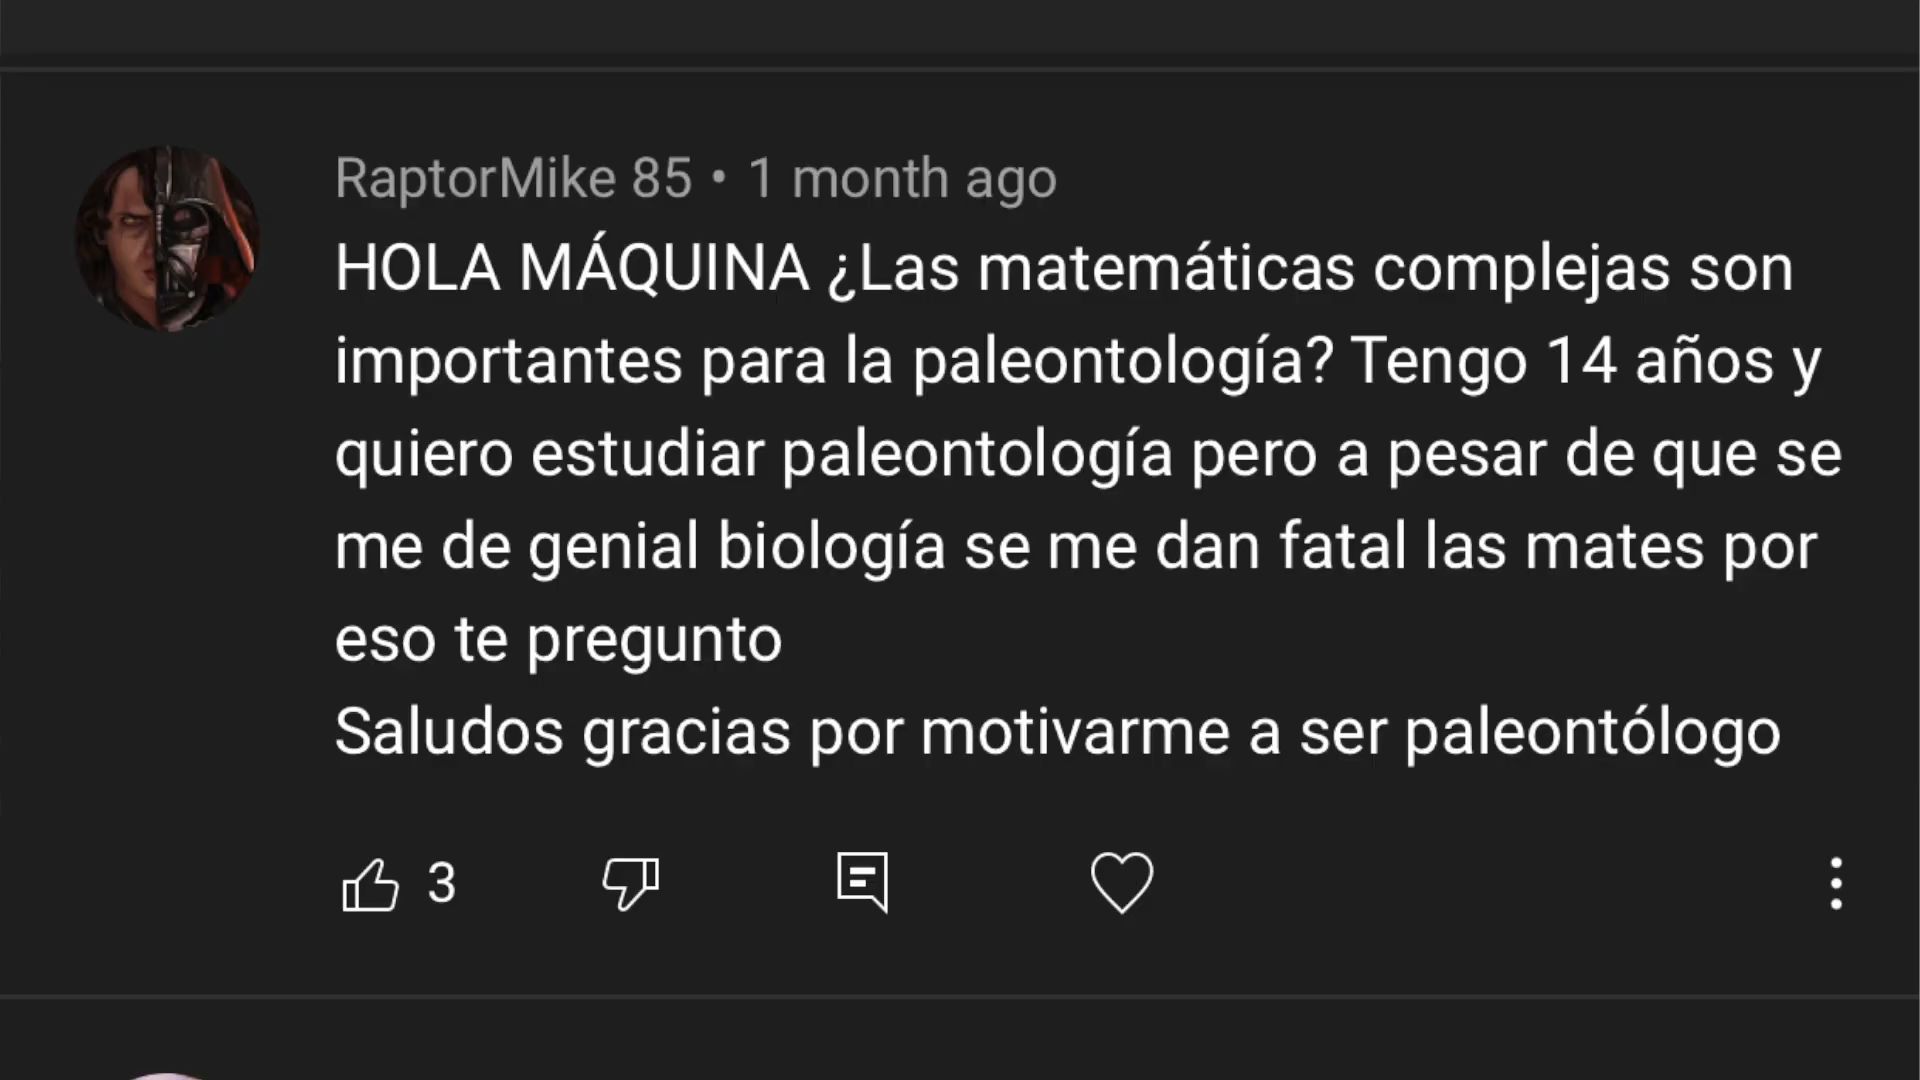 RaptorMike 85 • 1 month ago
HOLA MÁQUINA ¿Las matemáticas complejas son
importantes para la paleontología? Tengo 14 años y
quiero estudiar paleontología pero a pesar de que se
me de genial biología se me dan fatal las mates por
eso te pregunto
Saludos gracias por motivarme a ser paleontólogo
3